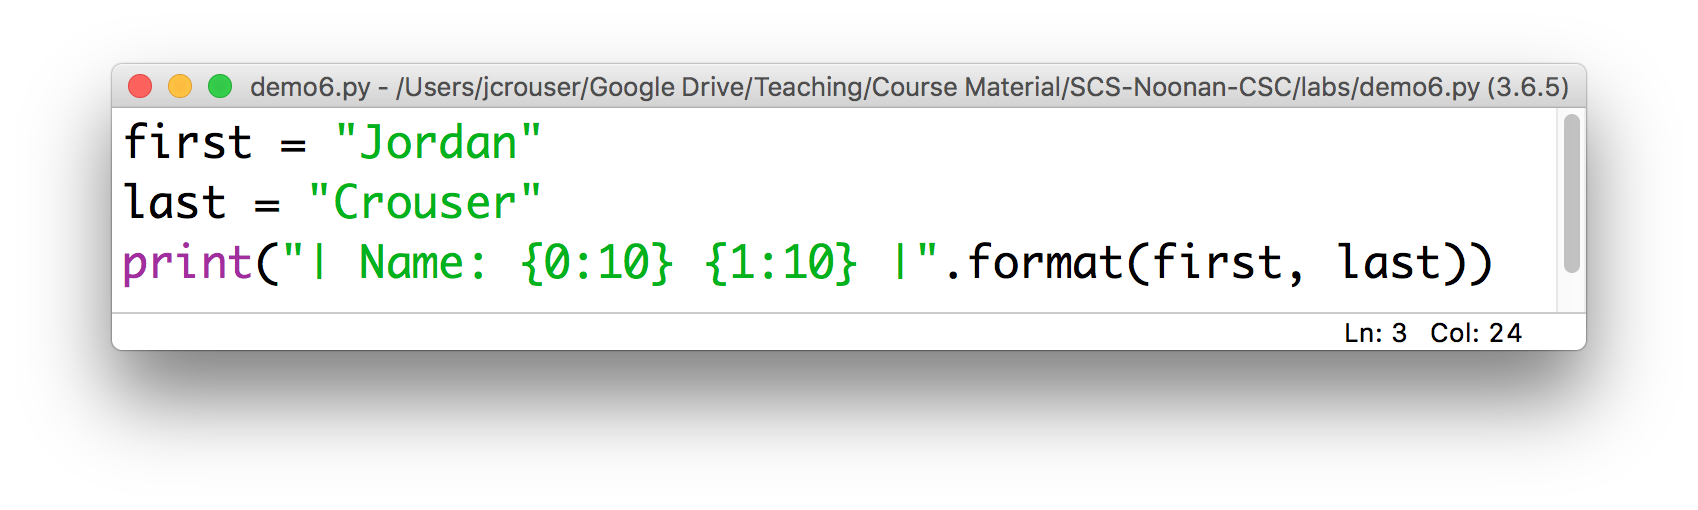 demo6.py - /Users/jcrouser/Google Drive/Teaching/Course Material/SCS-Noonan-CSC/labs/demo6.py (3.6.5)
first = "Jordan"
last = "Crouser"
print("| Name: {0:10} {1:10} |".format(first, last))
Ln: 3 Col: 24